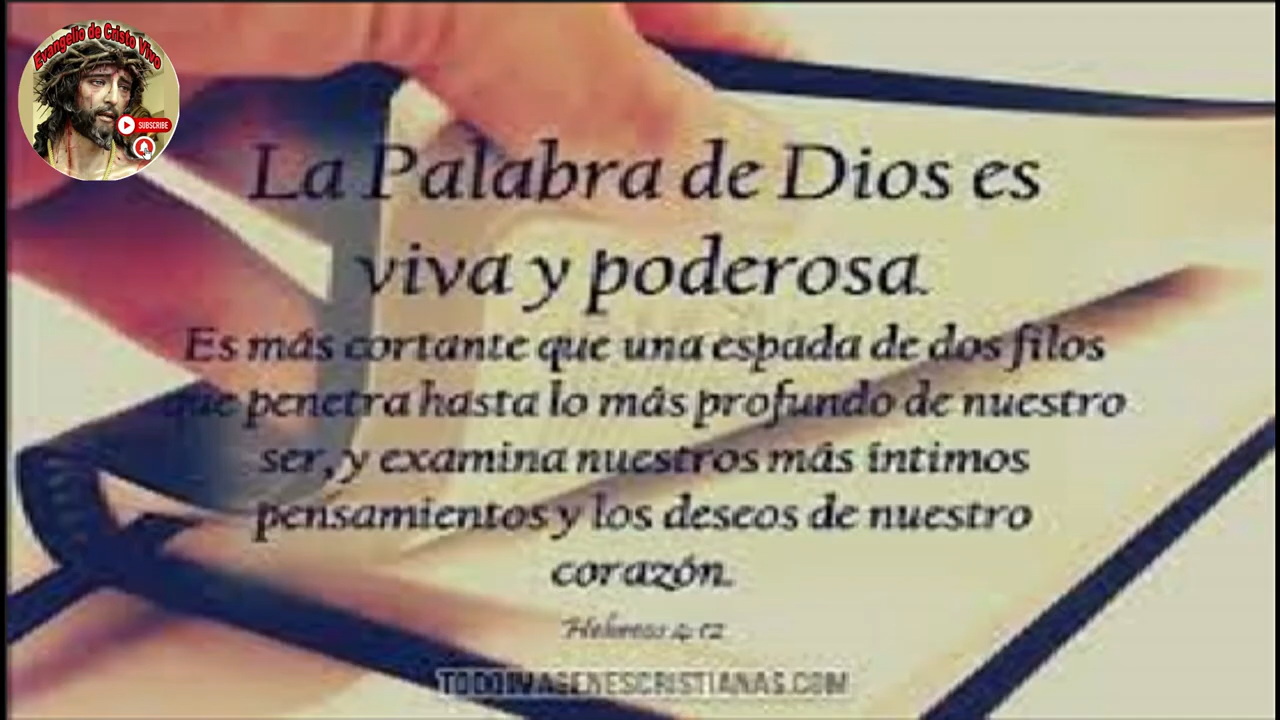 Evangelio de Cristo Vivo
SUBSCRIBE
La Palabra de Dios es
viva y poderosa.
Es más cortante que una espada de dos filos
que penetra hasta lo más profundo de nuestro
ser, y examina nuestros más íntimos
pensamientos y los deseos de nuestro
corazón.
Hebreos 4:12
TODOIMAGENESCRISTIANAS.COM